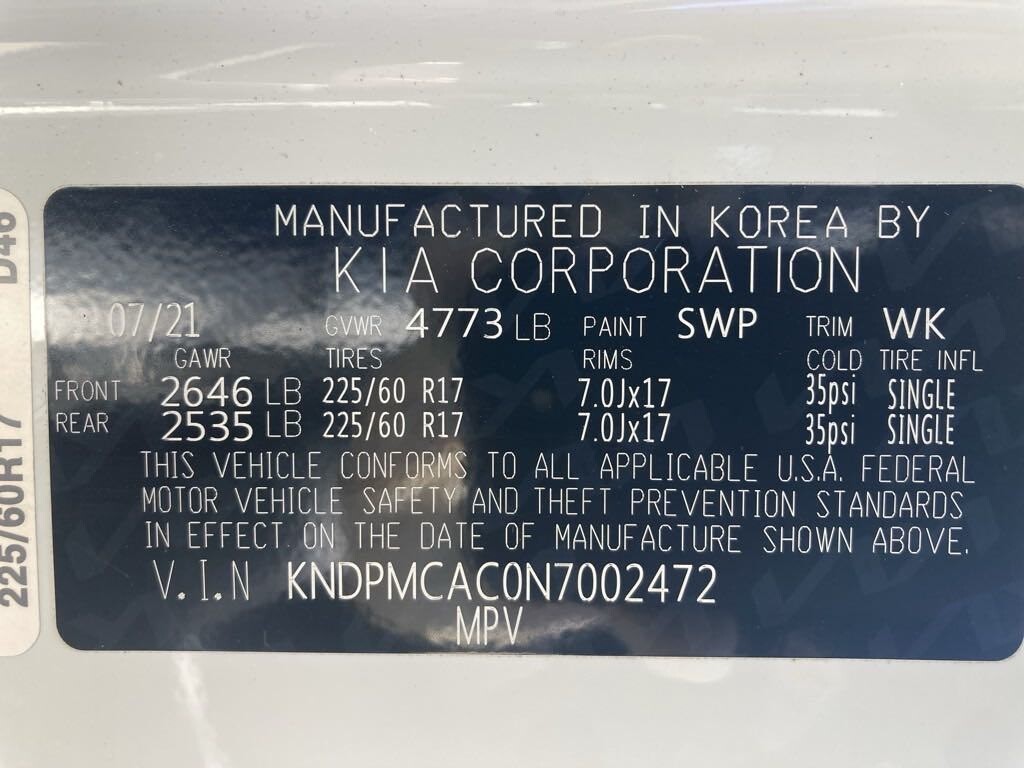 MANUFACTURED IN KOREA BY
KIA CORPORATION
07/21 GVWR 4773 LB PAINT SWP TRIM WK
GAWR TIRES RIMS COLD TIRE INFL
FRONT 2646 LB 225/60 R17 7.0Jx17 35psi SINGLE
REAR 2535 LB 225/60 R17 7.0Jx17 35psi SINGLE
THIS VEHICLE CONFORMS TO ALL APPLICABLE U.S.A. FEDERAL
MOTOR VEHICLE SAFETY AND THEFT PREVENTION STANDARDS
IN EFFECT ON THE DATE OF MANUFACTURE SHOWN ABOVE.
V.I.N KNDPMCAC0N7002472
MPV
225/60R17 D46